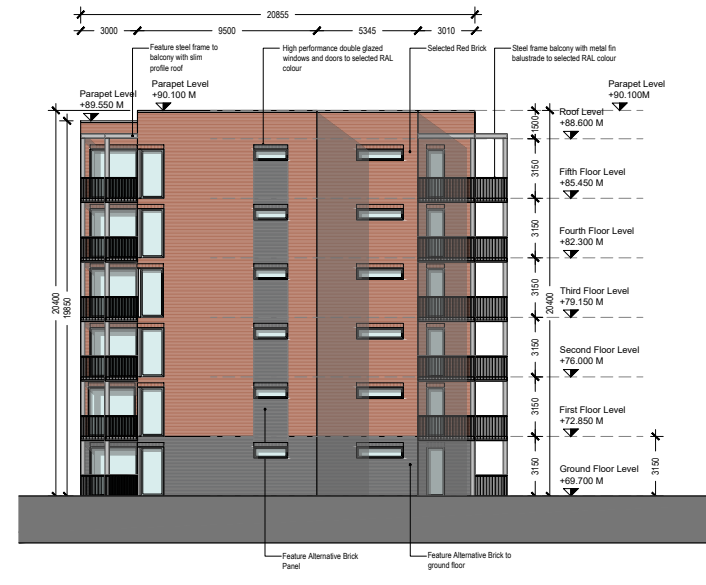 20855
3000
9500
5345
3010
Feature steel frame to
balcony with slim
profile roof
High performance double glazed
windows and doors to selected RAL
colour
Selected Red Brick
Steel frame balcony with metal fin
balustrade to selected RAL colour
Parapet Level
+89.550 M
Parapet Level
+90.100 M
Parapet Level
+90.100M
1500
Roof Level
+88.600 M
3150
Fifth Floor Level
+85.450 M
3150
Fourth Floor Level
+82.300 M
20400
19850
3150
20400
Third Floor Level
+79.150 M
3150
Second Floor Level
+76.000 M
3150
First Floor Level
+72.850 M
3150
3150
Ground Floor Level
+69.700 M
Feature Alternative Brick
Panel
Feature Alternative Brick to
ground floor